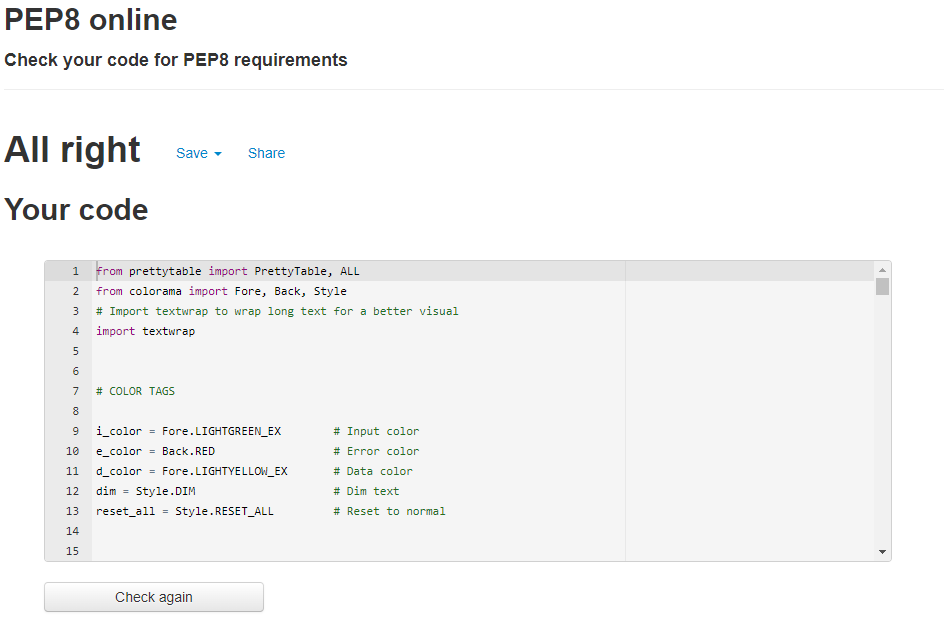 PEP8 online
Check your code for PEP8 requirements
All right Save Share
Your code
1 from prettytable import PrettyTable, ALL
2 from colorama import Fore, Back, Style
3 # Import textwrap to wrap long text for a better visual
4 import textwrap
5
6
7 # COLOR TAGS
8
9 i_color = Fore.LIGHTGREEN_EX # Input color
10 e_color = Back.RED # Error color
11 d_color = Fore.LIGHTYELLOW_EX # Data color
12 dim = Style.DIM # Dim text
13 reset_all = Style.RESET_ALL # Reset to normal
14
15
Check again